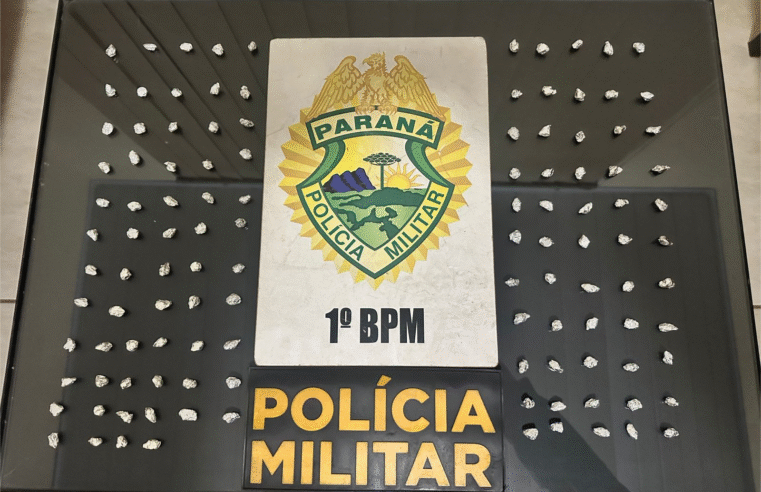 PARANÁ
POLÍCIA MILITAR
1º BPM
POLÍCIA
MILITAR